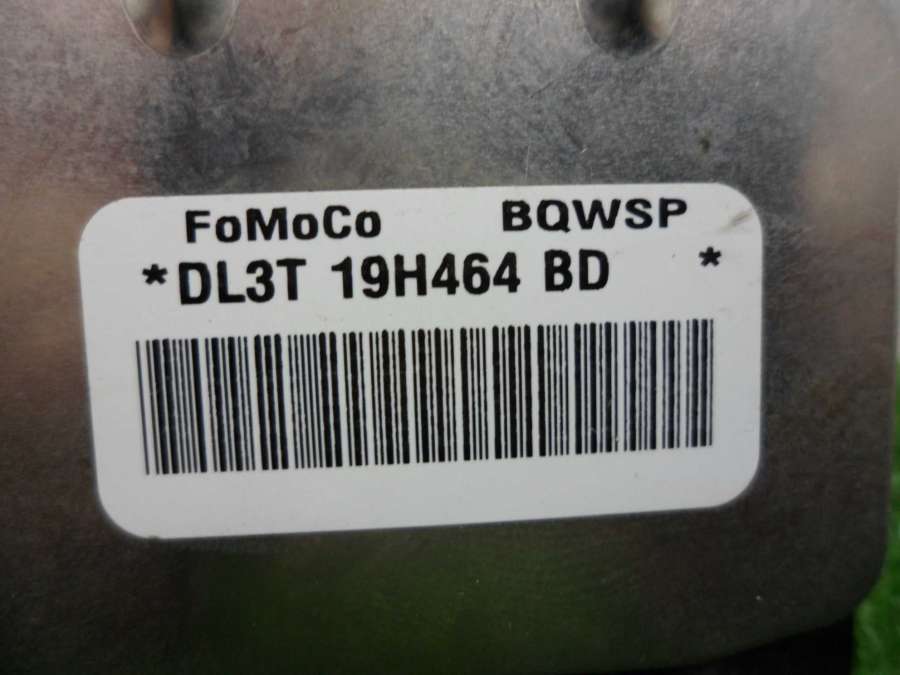 FoMoCo BQWSP
*DL3T 19H464 BD *